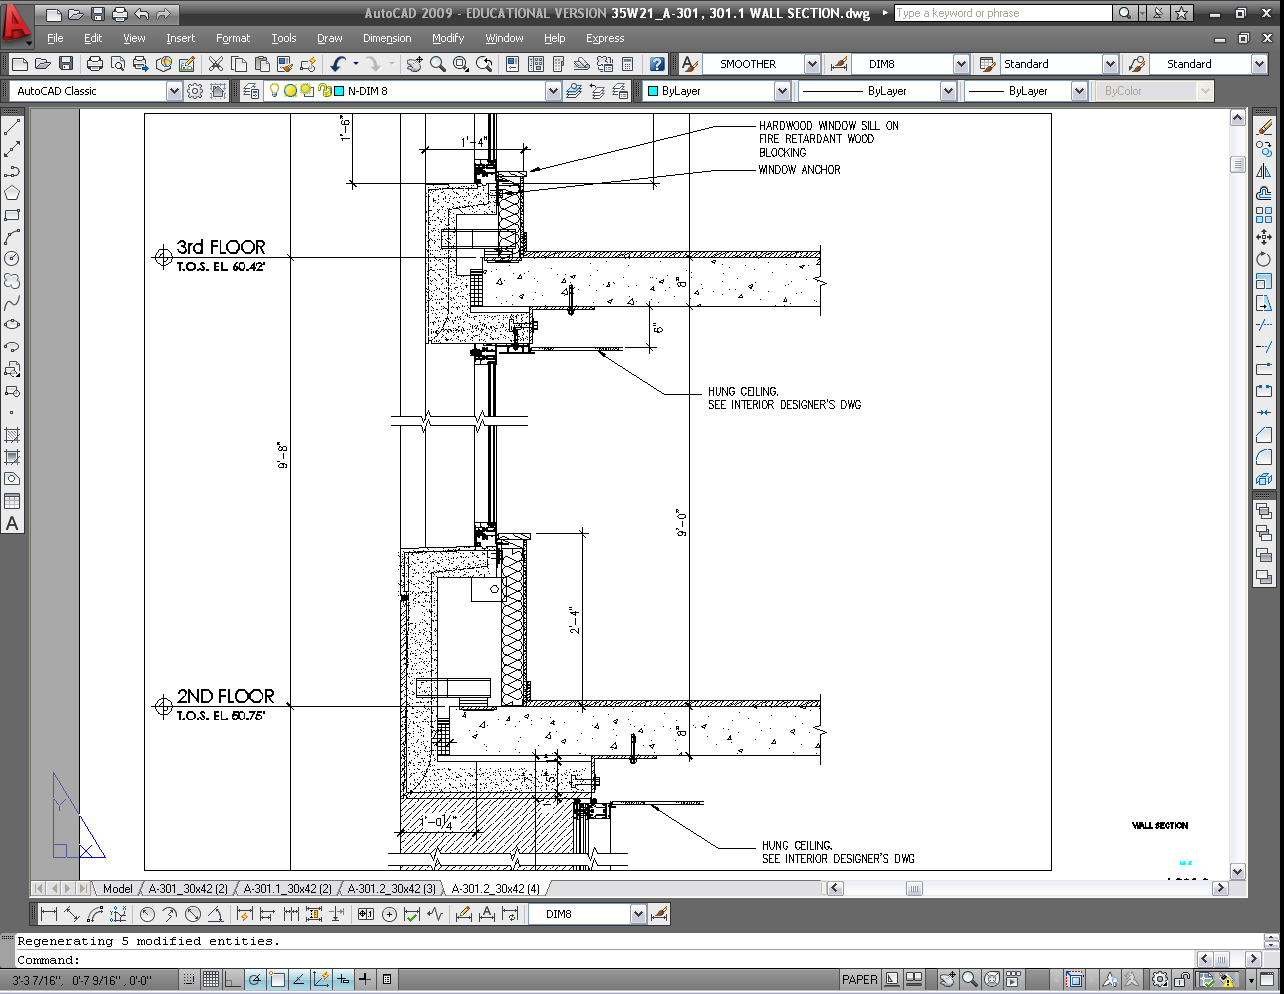 AutoCAD 2009 - EDUCATIONAL VERSION 35W21_A-301, 301.1 WALL SECTION.dwg
Type a keyword or phrase
File Edit View Insert Format Tools Draw Dimension Modify Window Help Express
SMOOTHER DIM8 Standard Standard
AutoCAD Classic N-DIM 8 ByLayer ByLayer ByLayer ByColor
HARDWOOD WINDOW SILL ON
FIRE RETARDANT WOOD
BLOCKING
WINDOW ANCHOR
1'-6"
1'-4"
3rd FLOOR
T.O.S. EL. 60.42'
8"
6"
HUNG CEILING.
SEE INTERIOR DESIGNER'S DWG
9'-8"
9'-0"
2'-4"
2ND FLOOR
T.O.S. EL. 50.75'
8"
1'-0¼"
HUNG CEILING.
SEE INTERIOR DESIGNER'S DWG
WALL SECTION
Y
X
Model A-301_30x42 (2) A-301.1_30x42 (2) A-301.2_30x42 (3) A-301.2_30x42 (4)
DIM8
Regenerating 5 modified entities.
Command:
3'-3 7/16", 0'-7 9/16", 0'-0" PAPER